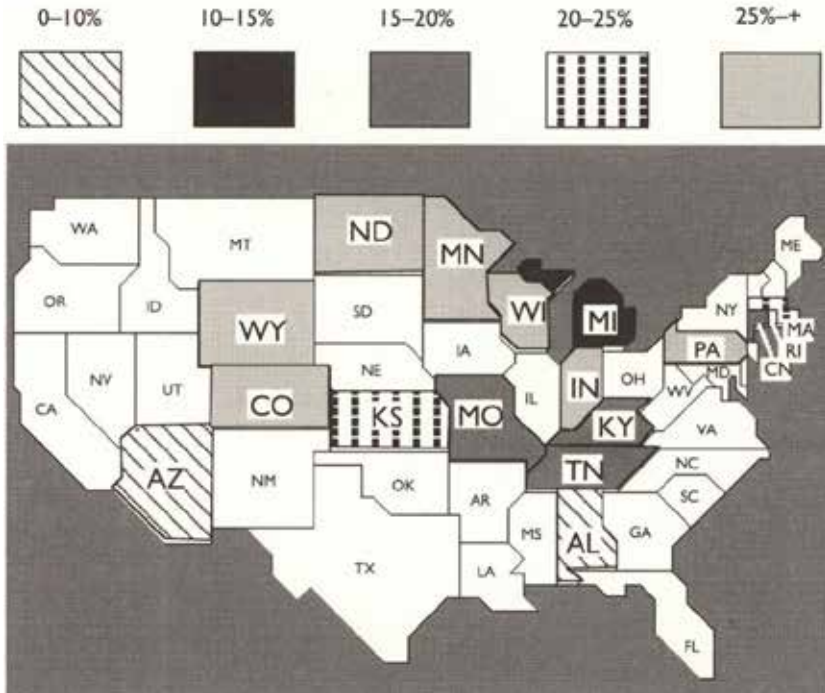 0–10% 10–15% 15–20% 20–25% 25%–+
WA
MT
ND
MN
ME
OR
ID
WY
SD
WI
MI
NY
MA
RI
CN
NV
UT
CO
NE
IA
IL
IN
OH
PA
WV
MD
CA
KS
MO
KY
VA
AZ
NM
OK
AR
TN
NC
SC
TX
LA
MS
AL
GA
FL